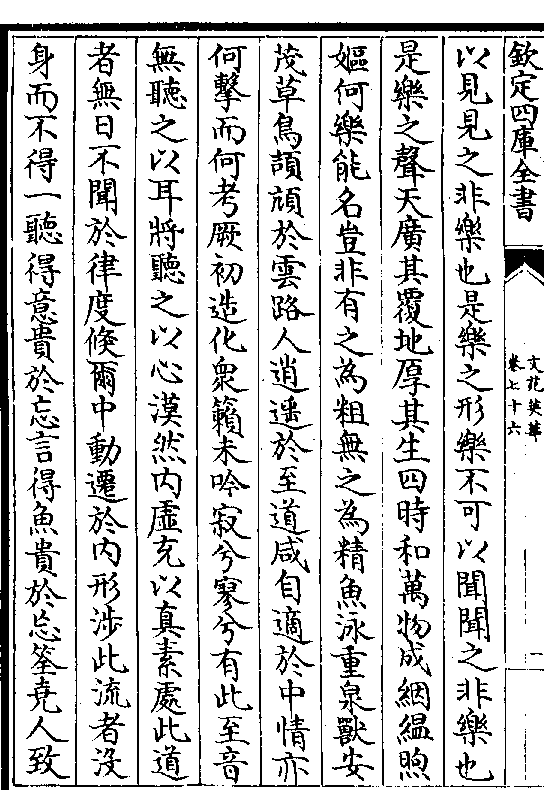 欽定四庫全書
文苑英華
卷七十六
一
以見見之非樂也是樂之形樂不可以聞聞之非樂也
是樂之聲天廣其覆地厚其生四時和萬物成絪緼煦
嫗何樂能名豈非有之為粗無之為精魚泳重泉獸安
茂草鳥頡頏於雲路人逍遥於至道咸自適於中情亦
何擊而何考厥初造化衆籟未吟寂兮寥兮有此至音
無聽之以耳將聽之以心漠然内虛充以真素處此道
者無日不聞於律度倐爾中動遷於内形涉此流者沒
身而不得一聽得意貴於忘言得魚貴於忘筌堯人致